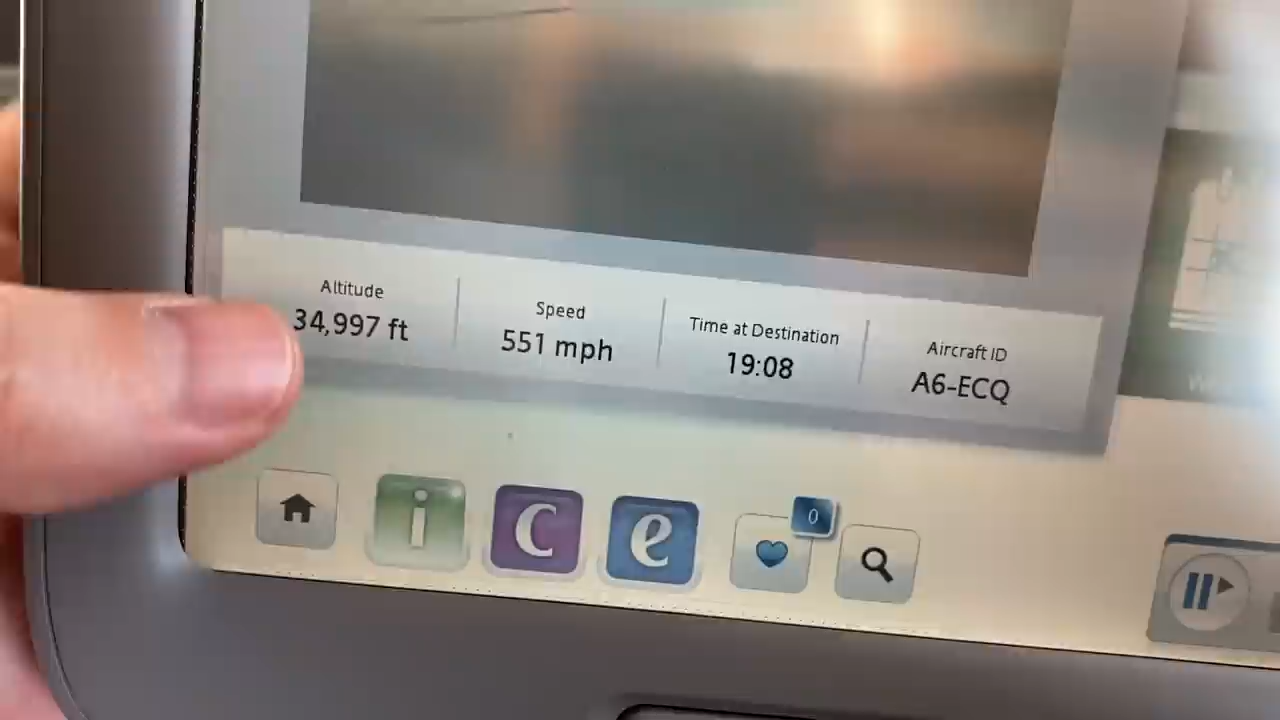 Altitude
34,997 ft
Speed
551 mph
Time at Destination
19:08
Aircraft ID
A6-ECQ
i
C
e
0